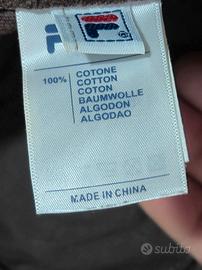 100% COTONE
COTTON
COTON
BAUMWOLLE
ALGODON
ALGODAO
MADE IN CHINA
subito